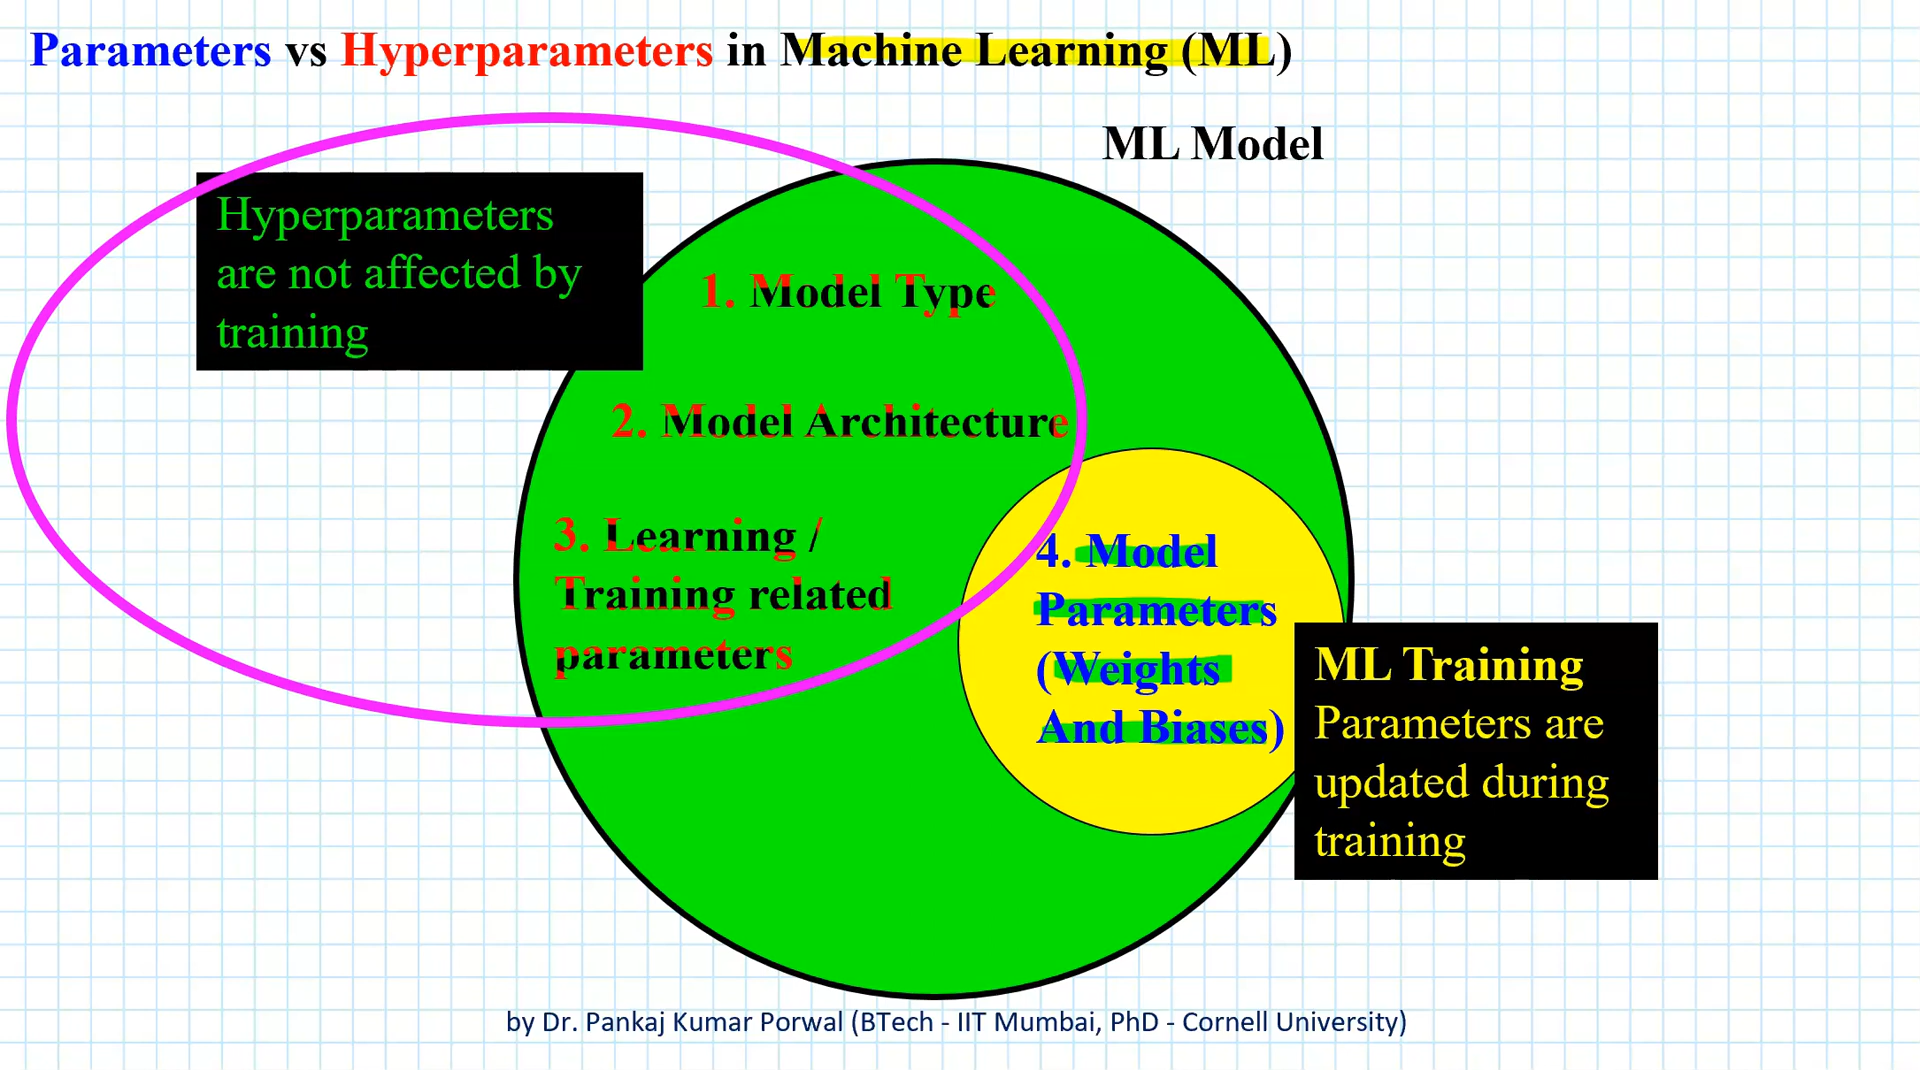 Parameters vs Hyperparameters in Machine Learning (ML)
ML Model
Hyperparameters
are not affected by
training
1. Model Type
2. Model Architecture
3. Learning /
Training related
parameters
4. Model
Parameters
(Weights
And Biases)
ML Training
Parameters are
updated during
training
by Dr. Pankaj Kumar Porwal (BTech - IIT Mumbai, PhD - Cornell University)